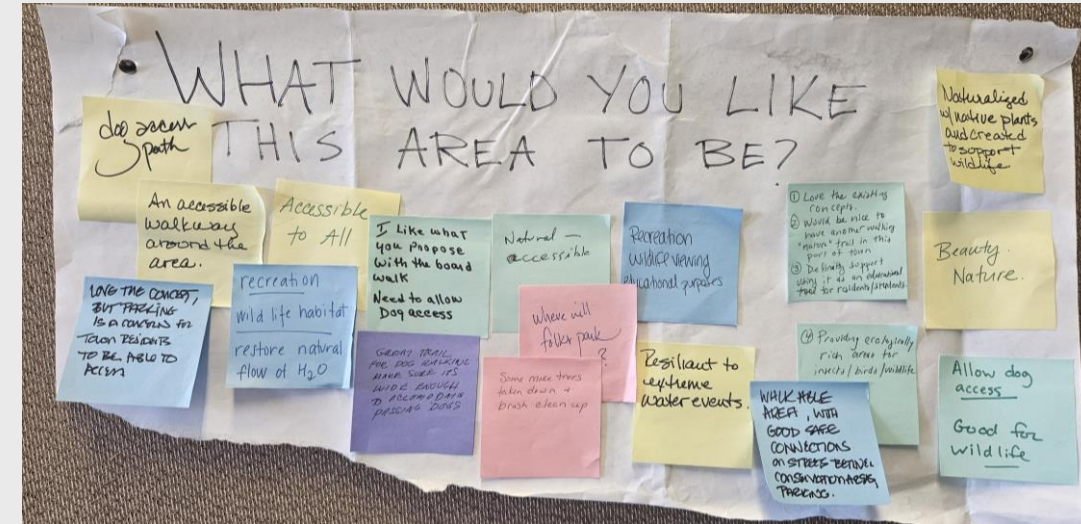 WHAT WOULD YOU LIKE
THIS AREA TO BE?
dog access
path
An accessible
walkway
around the
area.
Accessible
to All
LOVE THE CONCEPT,
BUT PARKING
IS A CONCERN FOR
TOWN RESIDENTS
TO BE ABLE TO
ACCESS
recreation
wild life habitat
restore natural
flow of H2O
I Like what
you propose
with the board
walk
Need to allow
Dog access
GREAT TRAIL
FOR DOG WALKING
MAKE SURE ITS
WIDE ENOUGH
TO ACCOMODATE
PASSING DOGS
Natural -
accessible
Where will
folks park
?
Some more trees
taken down +
brush clean up
Recreation
wildlife viewing
educational purposes
Resiliant to
extreme
water events.
① Love the existing
concepts.
② Would be nice to
have another walking
"nature" trail in this
part of town
③ Definitely support
using it as an educational
for residents/students
④ Providing ecologically
rich areas for
insects/birds/wildlife
WALKABLE
AREA, WITH
GOOD SAFE
CONNECTIONS
ON STREETS BETWEEN
CONSERVATION AREAS,
PARKING.
Naturalized
w/ native plants
and created
to support
wildlife
Beauty.
Nature.
Allow dog
access
Good for
wildlife